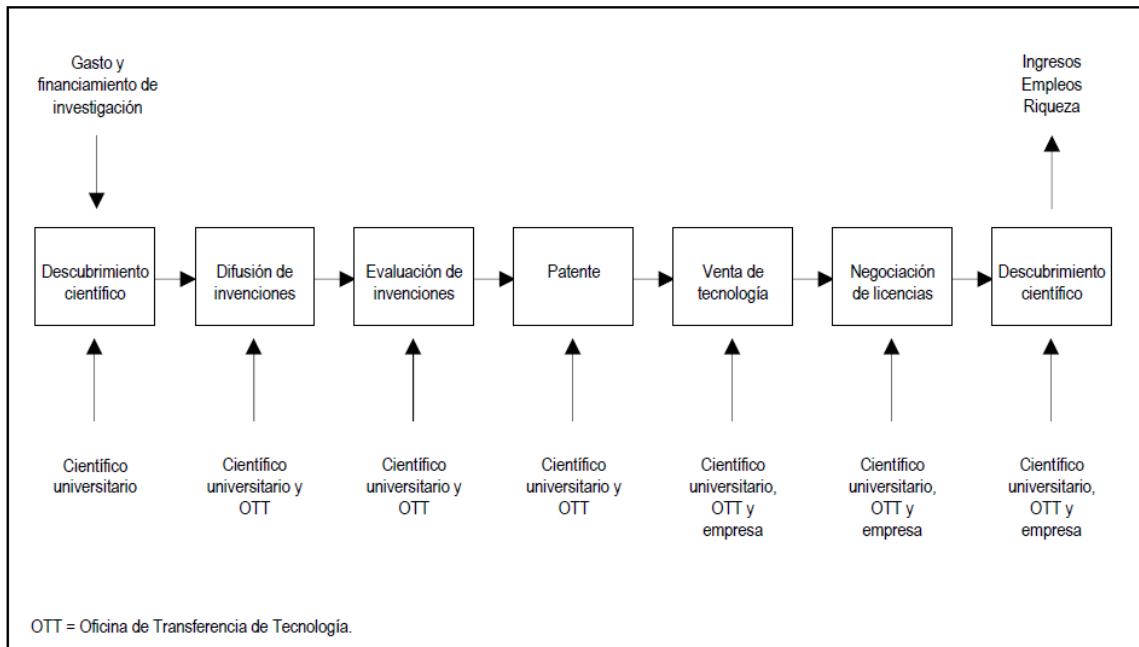 Gasto y
financiamiento de
investigación
Ingresos
Empleos
Riqueza
Descubrimiento
científico
Difusión de
invenciones
Evaluación de
invenciones
Patente
Venta de
tecnología
Negociación
de licencias
Descubrimiento
científico
Científico
universitario
Científico
universitario y
OTT
Científico
universitario y
OTT
Científico
universitario y
OTT
Científico
universitario,
OTT y
empresa
Científico
universitario,
OTT y
empresa
Científico
universitario,
OTT y
empresa
OTT = Oficina de Transferencia de Tecnología.